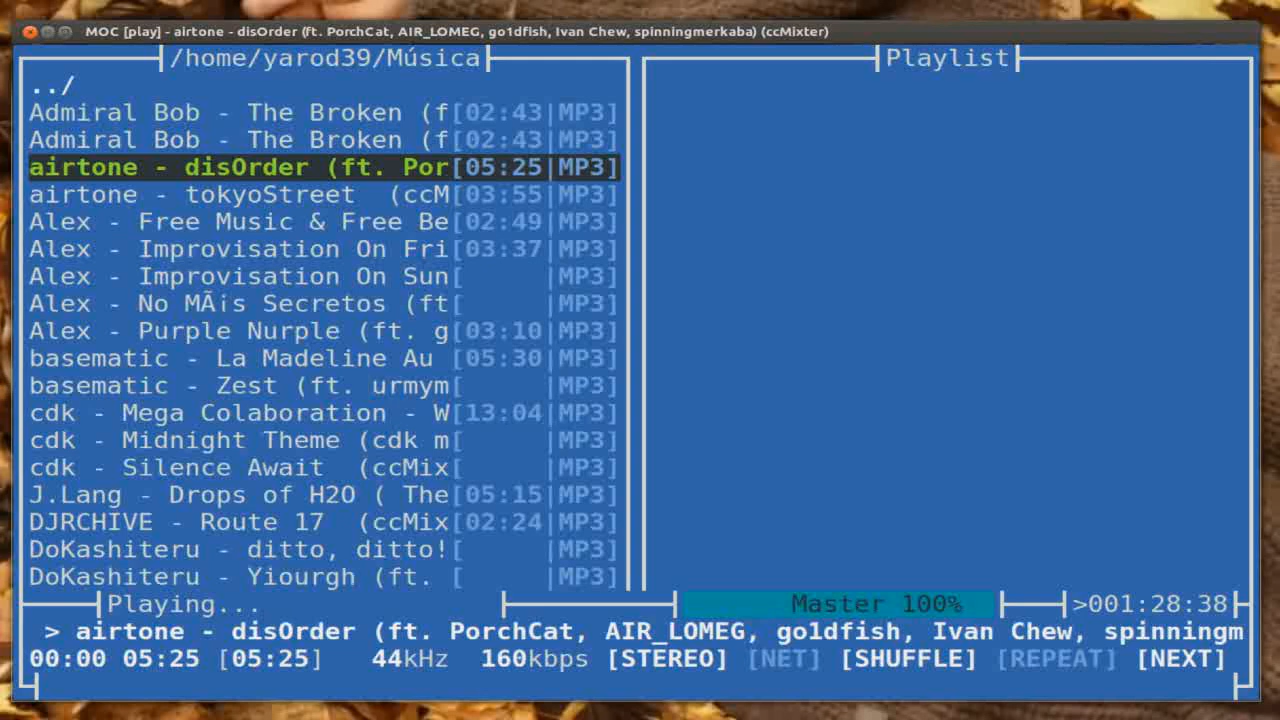 MOC [play] - airtone - disOrder (ft. PorchCat, AIR_LOMEG, go1dfish, Ivan Chew, spinningmerkaba) (ccMixter)
/home/yarod39/Música
Playlist
../
Admiral Bob - The Broken (f[02:43|MP3]
Admiral Bob - The Broken (f[02:43|MP3]
airtone - disOrder (ft. Por[05:25|MP3]
airtone - tokyoStreet  (ccM[03:55|MP3]
Alex - Free Music & Free Be[02:49|MP3]
Alex - Improvisation On Fri[03:37|MP3]
Alex - Improvisation On Sun[     |MP3]
Alex - No MÃ¡s Secretos (ft[     |MP3]
Alex - Purple Nurple (ft. g[03:10|MP3]
basematic - La Madeline Au [05:30|MP3]
basematic - Zest (ft. urmym[     |MP3]
cdk - Mega Colaboration - W[13:04|MP3]
cdk - Midnight Theme (cdk m[     |MP3]
cdk - Silence Await  (ccMix[     |MP3]
J.Lang - Drops of H2O ( The[05:15|MP3]
DJRCHIVE - Route 17  (ccMix[02:24|MP3]
DoKashiteru - ditto, ditto![     |MP3]
DoKashiteru - Yiourgh (ft. [     |MP3]
Playing... Master 100% >001:28:38
> airtone - disOrder (ft. PorchCat, AIR_LOMEG, go1dfish, Ivan Chew, spinningm
00:00 05:25 [05:25] 44kHz 160kbps [STEREO] [NET] [SHUFFLE] [REPEAT] [NEXT]